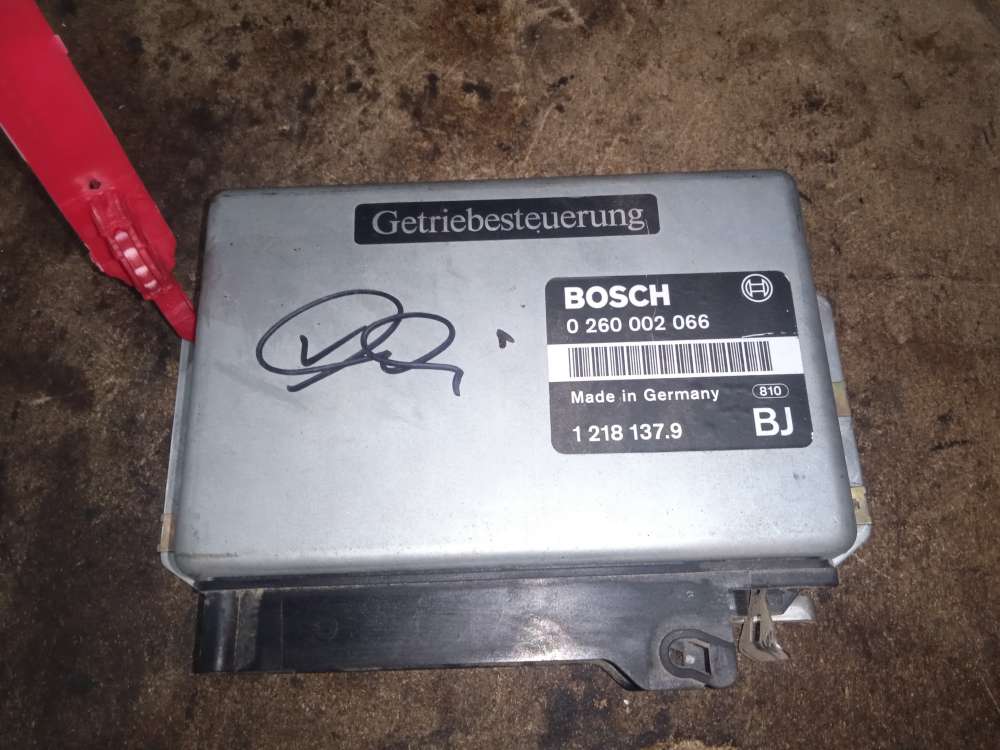 Getriebesteuerung
BOSCH
0 260 002 066
Made in Germany 810
1 218 137.9 BJ